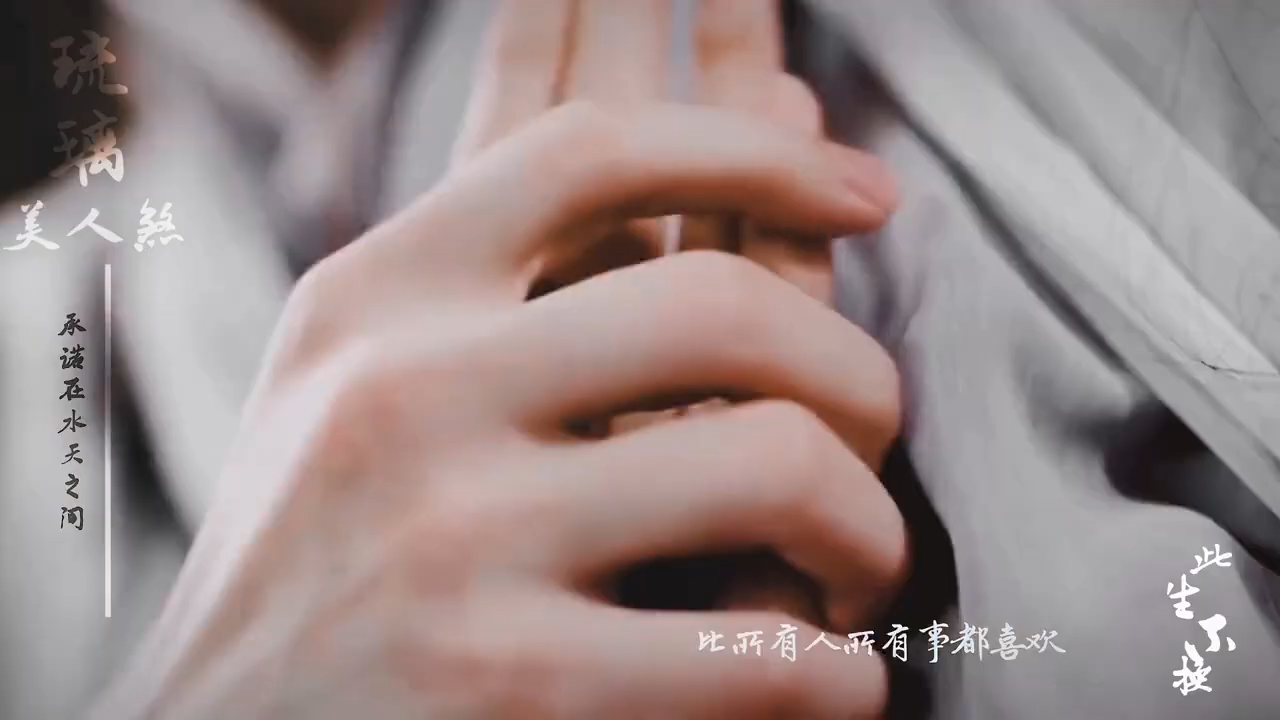 琉璃
美人煞
承诺在水天之间
比所有人所有事都喜欢
此生不换